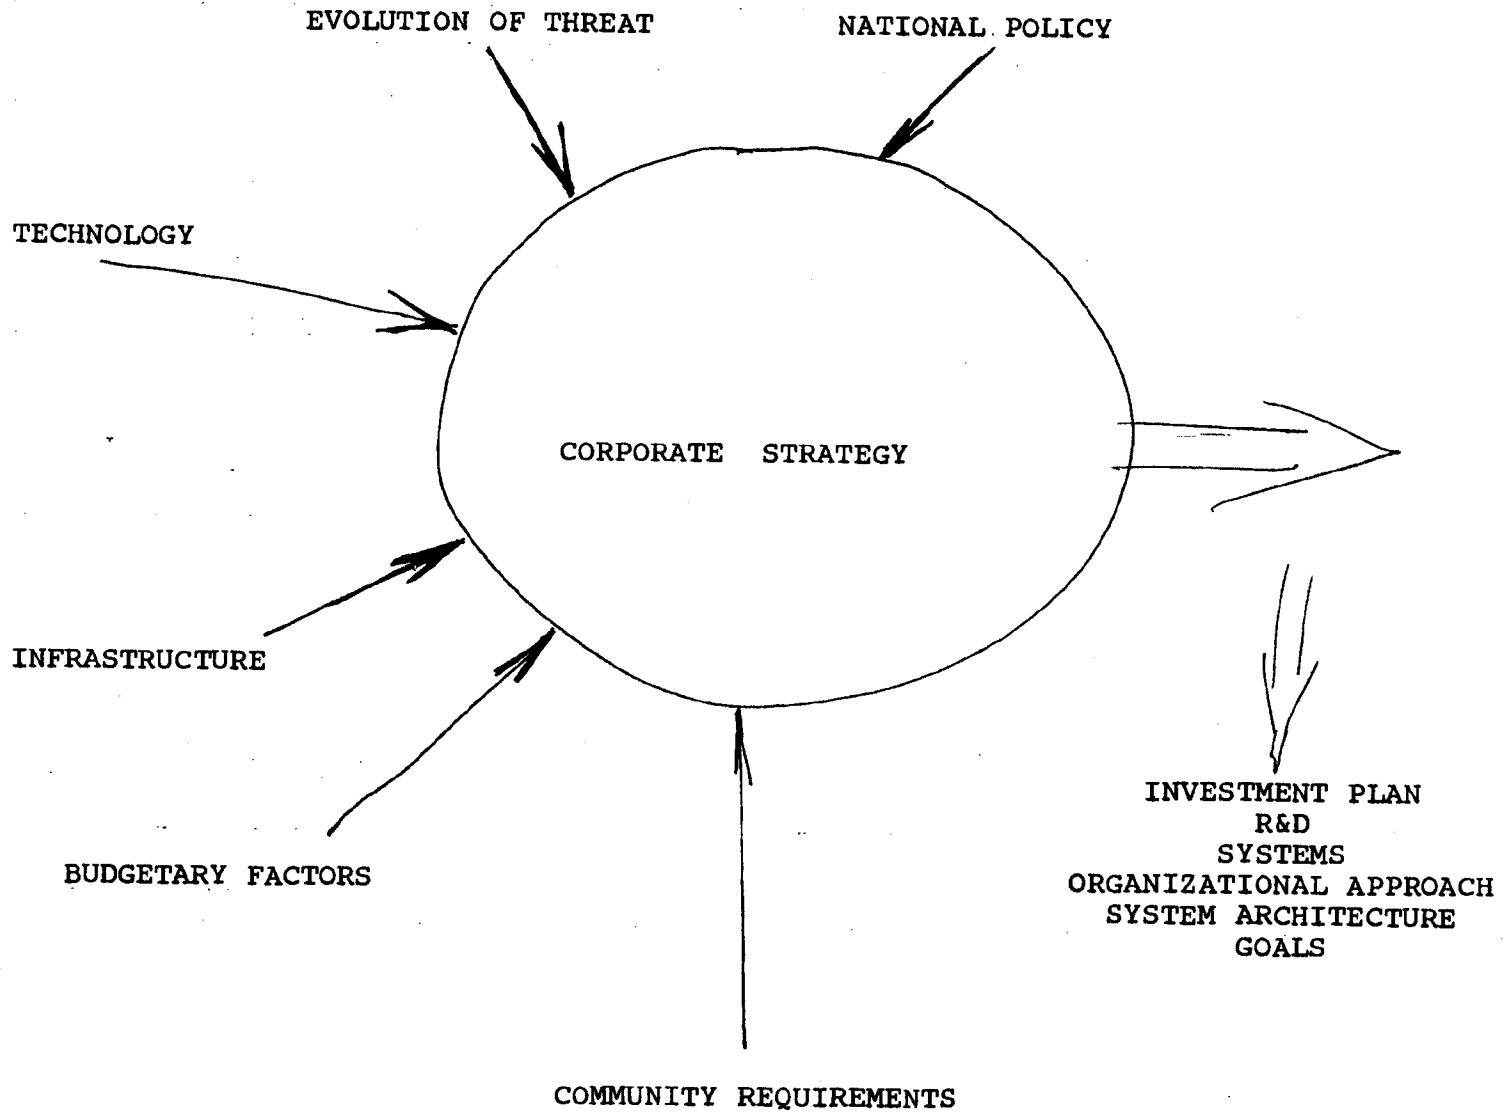 EVOLUTION OF THREAT
NATIONAL POLICY
TECHNOLOGY
CORPORATE STRATEGY
INFRASTRUCTURE
BUDGETARY FACTORS
INVESTMENT PLAN
R&D
SYSTEMS
ORGANIZATIONAL APPROACH
SYSTEM ARCHITECTURE
GOALS
COMMUNITY REQUIREMENTS